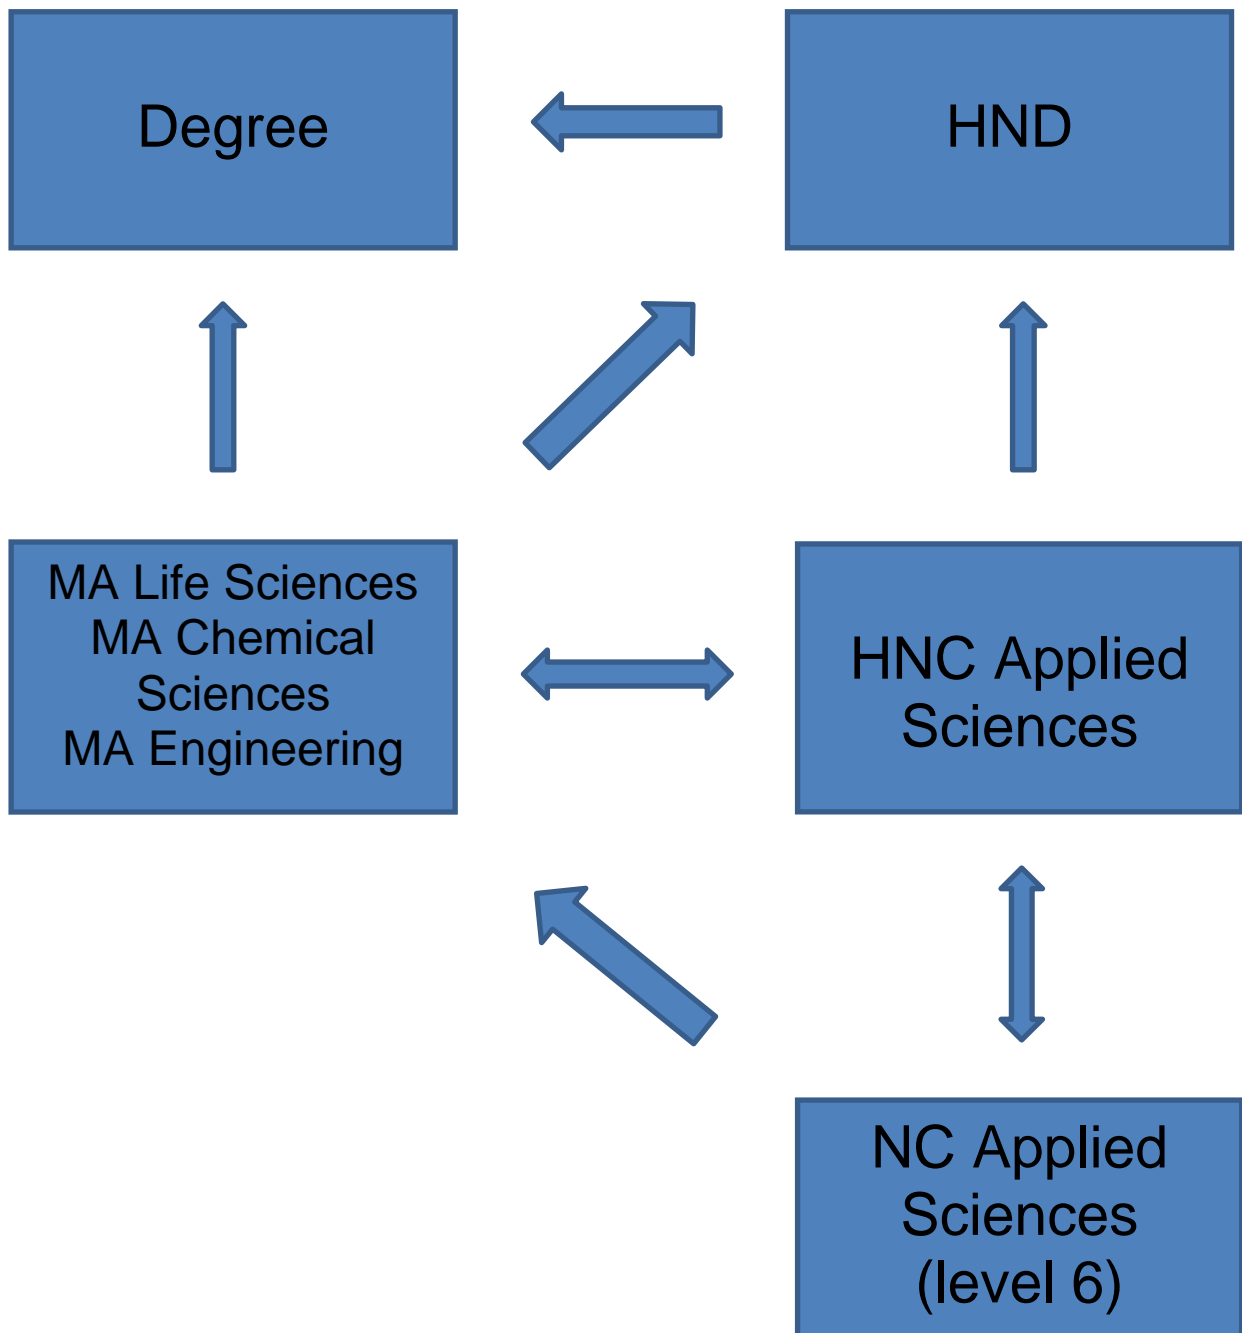 Degree
HND
MA Life Sciences
MA Chemical
Sciences
MA Engineering
HNC Applied
Sciences
NC Applied
Sciences
(level 6)